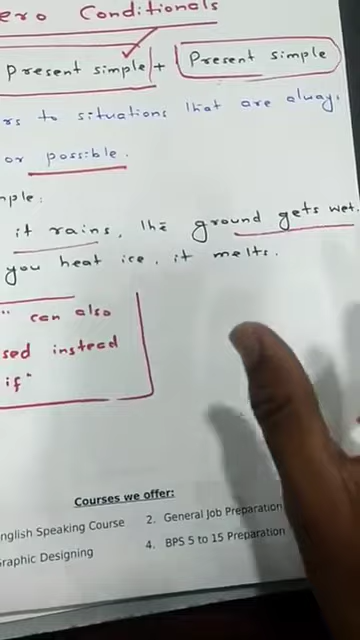 ero Conditionals
Present simple + Present simple
rs to situations that are alway
or possible.
mple:
it rains, the ground gets wet.
you heat ice, it melts.
" can also
sed instead
if"
Courses we offer:
nglish Speaking Course 2. General Job Preparation
raphic Designing 4. BPS 5 to 15 Preparation